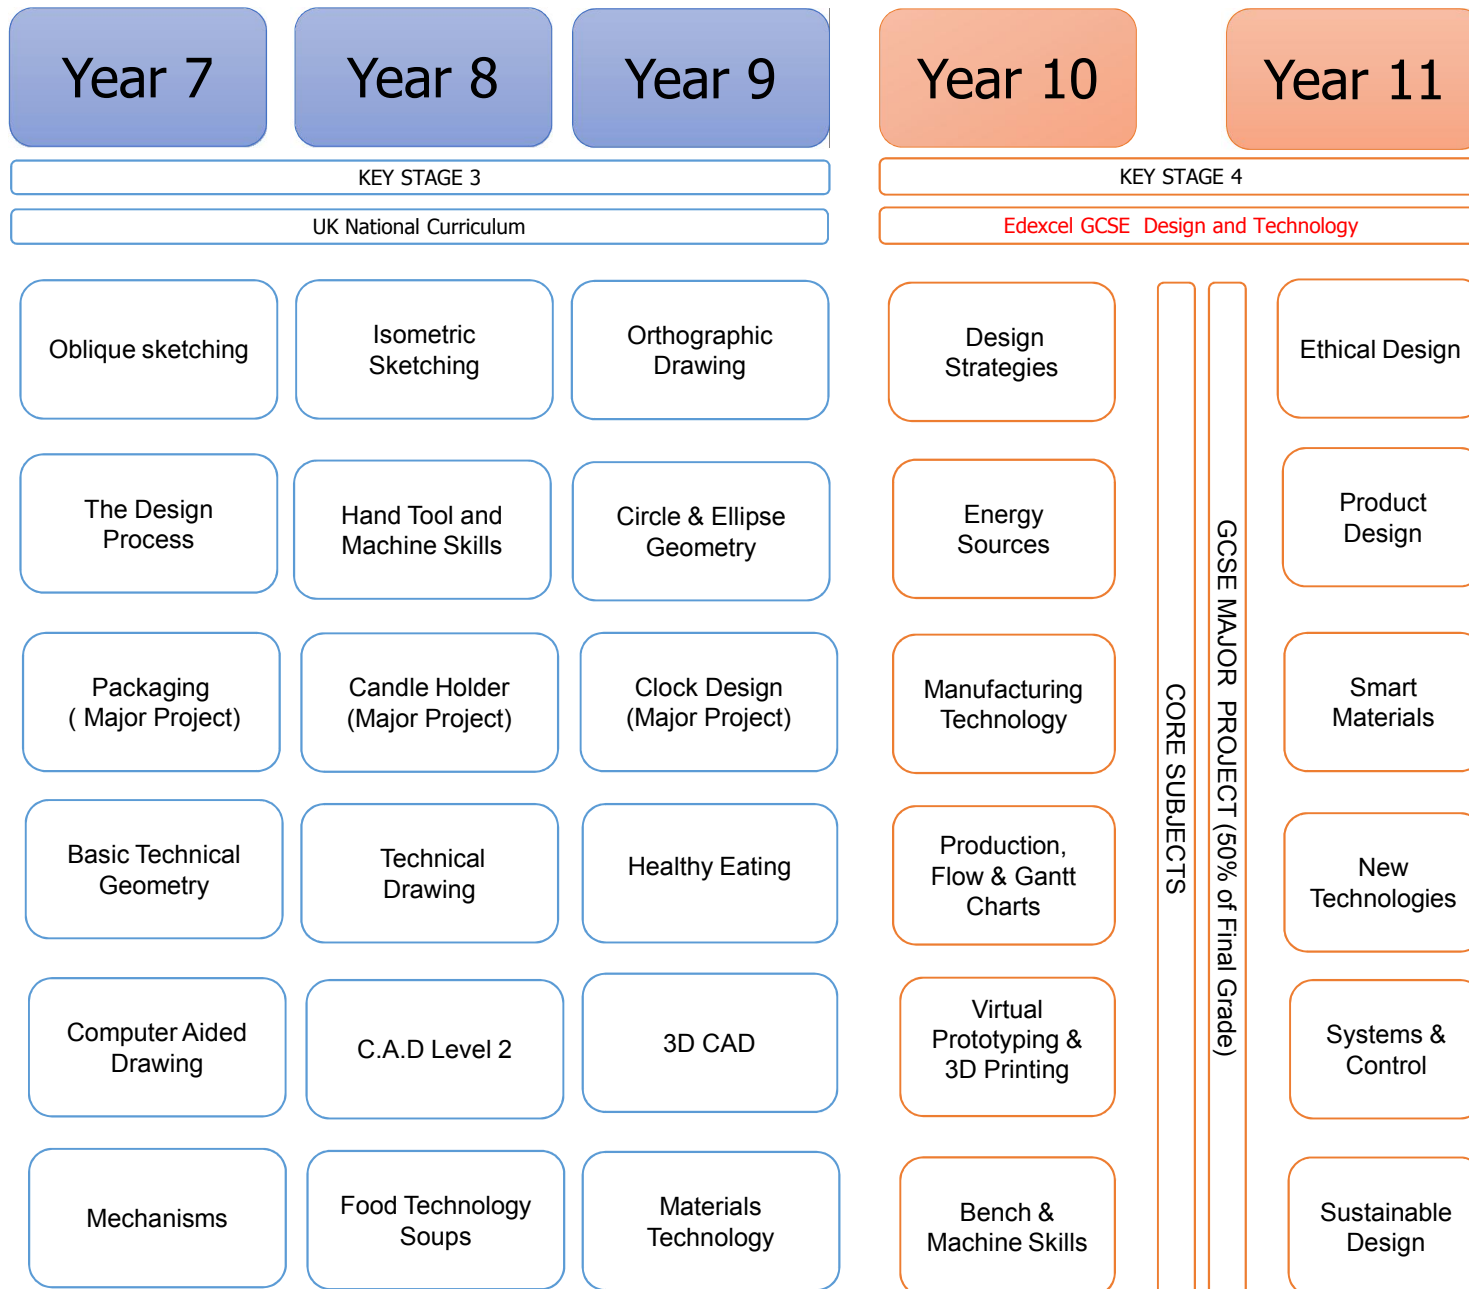 Year 7
Year 8
Year 9
Year 10
Year 11
KEY STAGE 3
KEY STAGE 4
UK National Curriculum
Edexcel GCSE Design and Technology
Oblique sketching
Isometric
Sketching
Orthographic
Drawing
Design
Strategies
Ethical Design
The Design
Process
Hand Tool and
Machine Skills
Circle & Ellipse
Geometry
Energy
Sources
Product
Design
Packaging
( Major Project)
Candle Holder
(Major Project)
Clock Design
(Major Project)
Manufacturing
Technology
Smart
Materials
Basic Technical
Geometry
Technical
Drawing
Healthy Eating
Production,
Flow & Gantt
Charts
New
Technologies
Computer Aided
Drawing
C.A.D Level 2
3D CAD
Virtual
Prototyping &
3D Printing
Systems &
Control
Mechanisms
Food Technology
Soups
Materials
Technology
Bench &
Machine Skills
Sustainable
Design
CORE SUBJECTS
GCSE MAJOR PROJECT (50% of Final Grade)